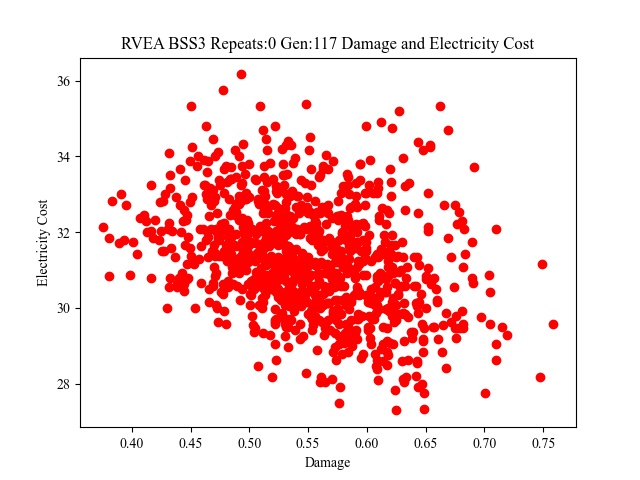 RVEA BSS3 Repeats:0 Gen:117 Damage and Electricity Cost
36
34
32
30
28
Electricity Cost
0.40 0.45 0.50 0.55 0.60 0.65 0.70 0.75
Damage